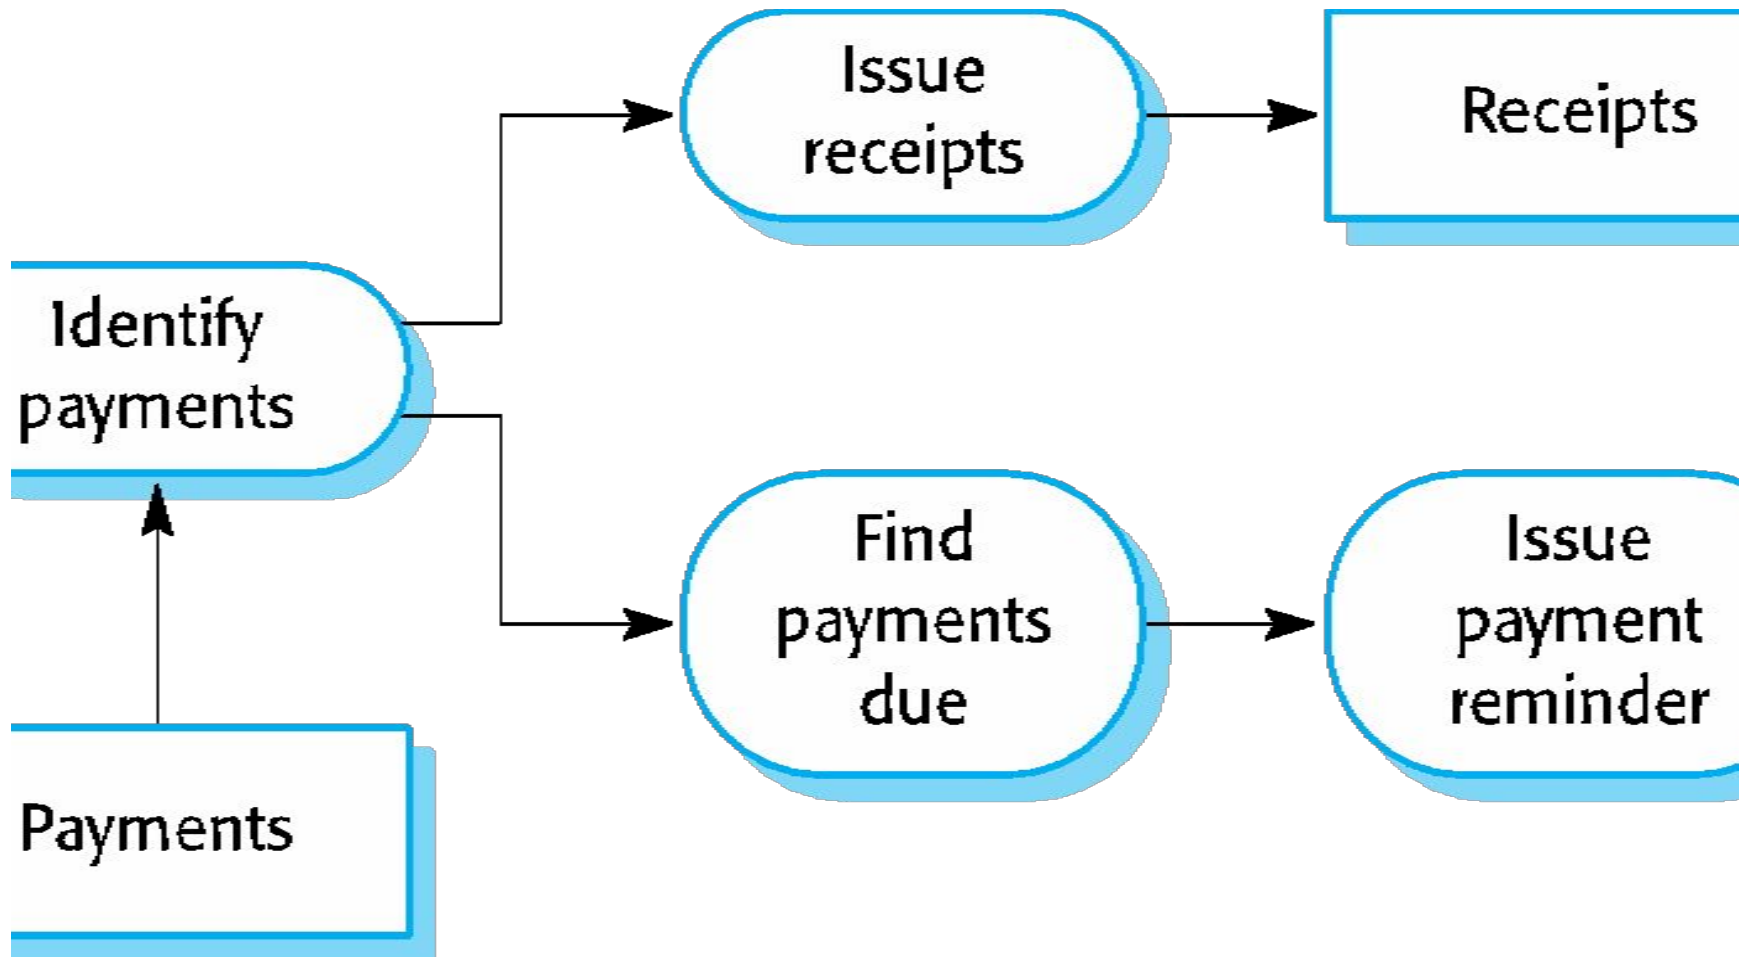 Issue
receipts
Receipts
Identify
payments
Find
payments
due
Issue
payment
reminder
Payments